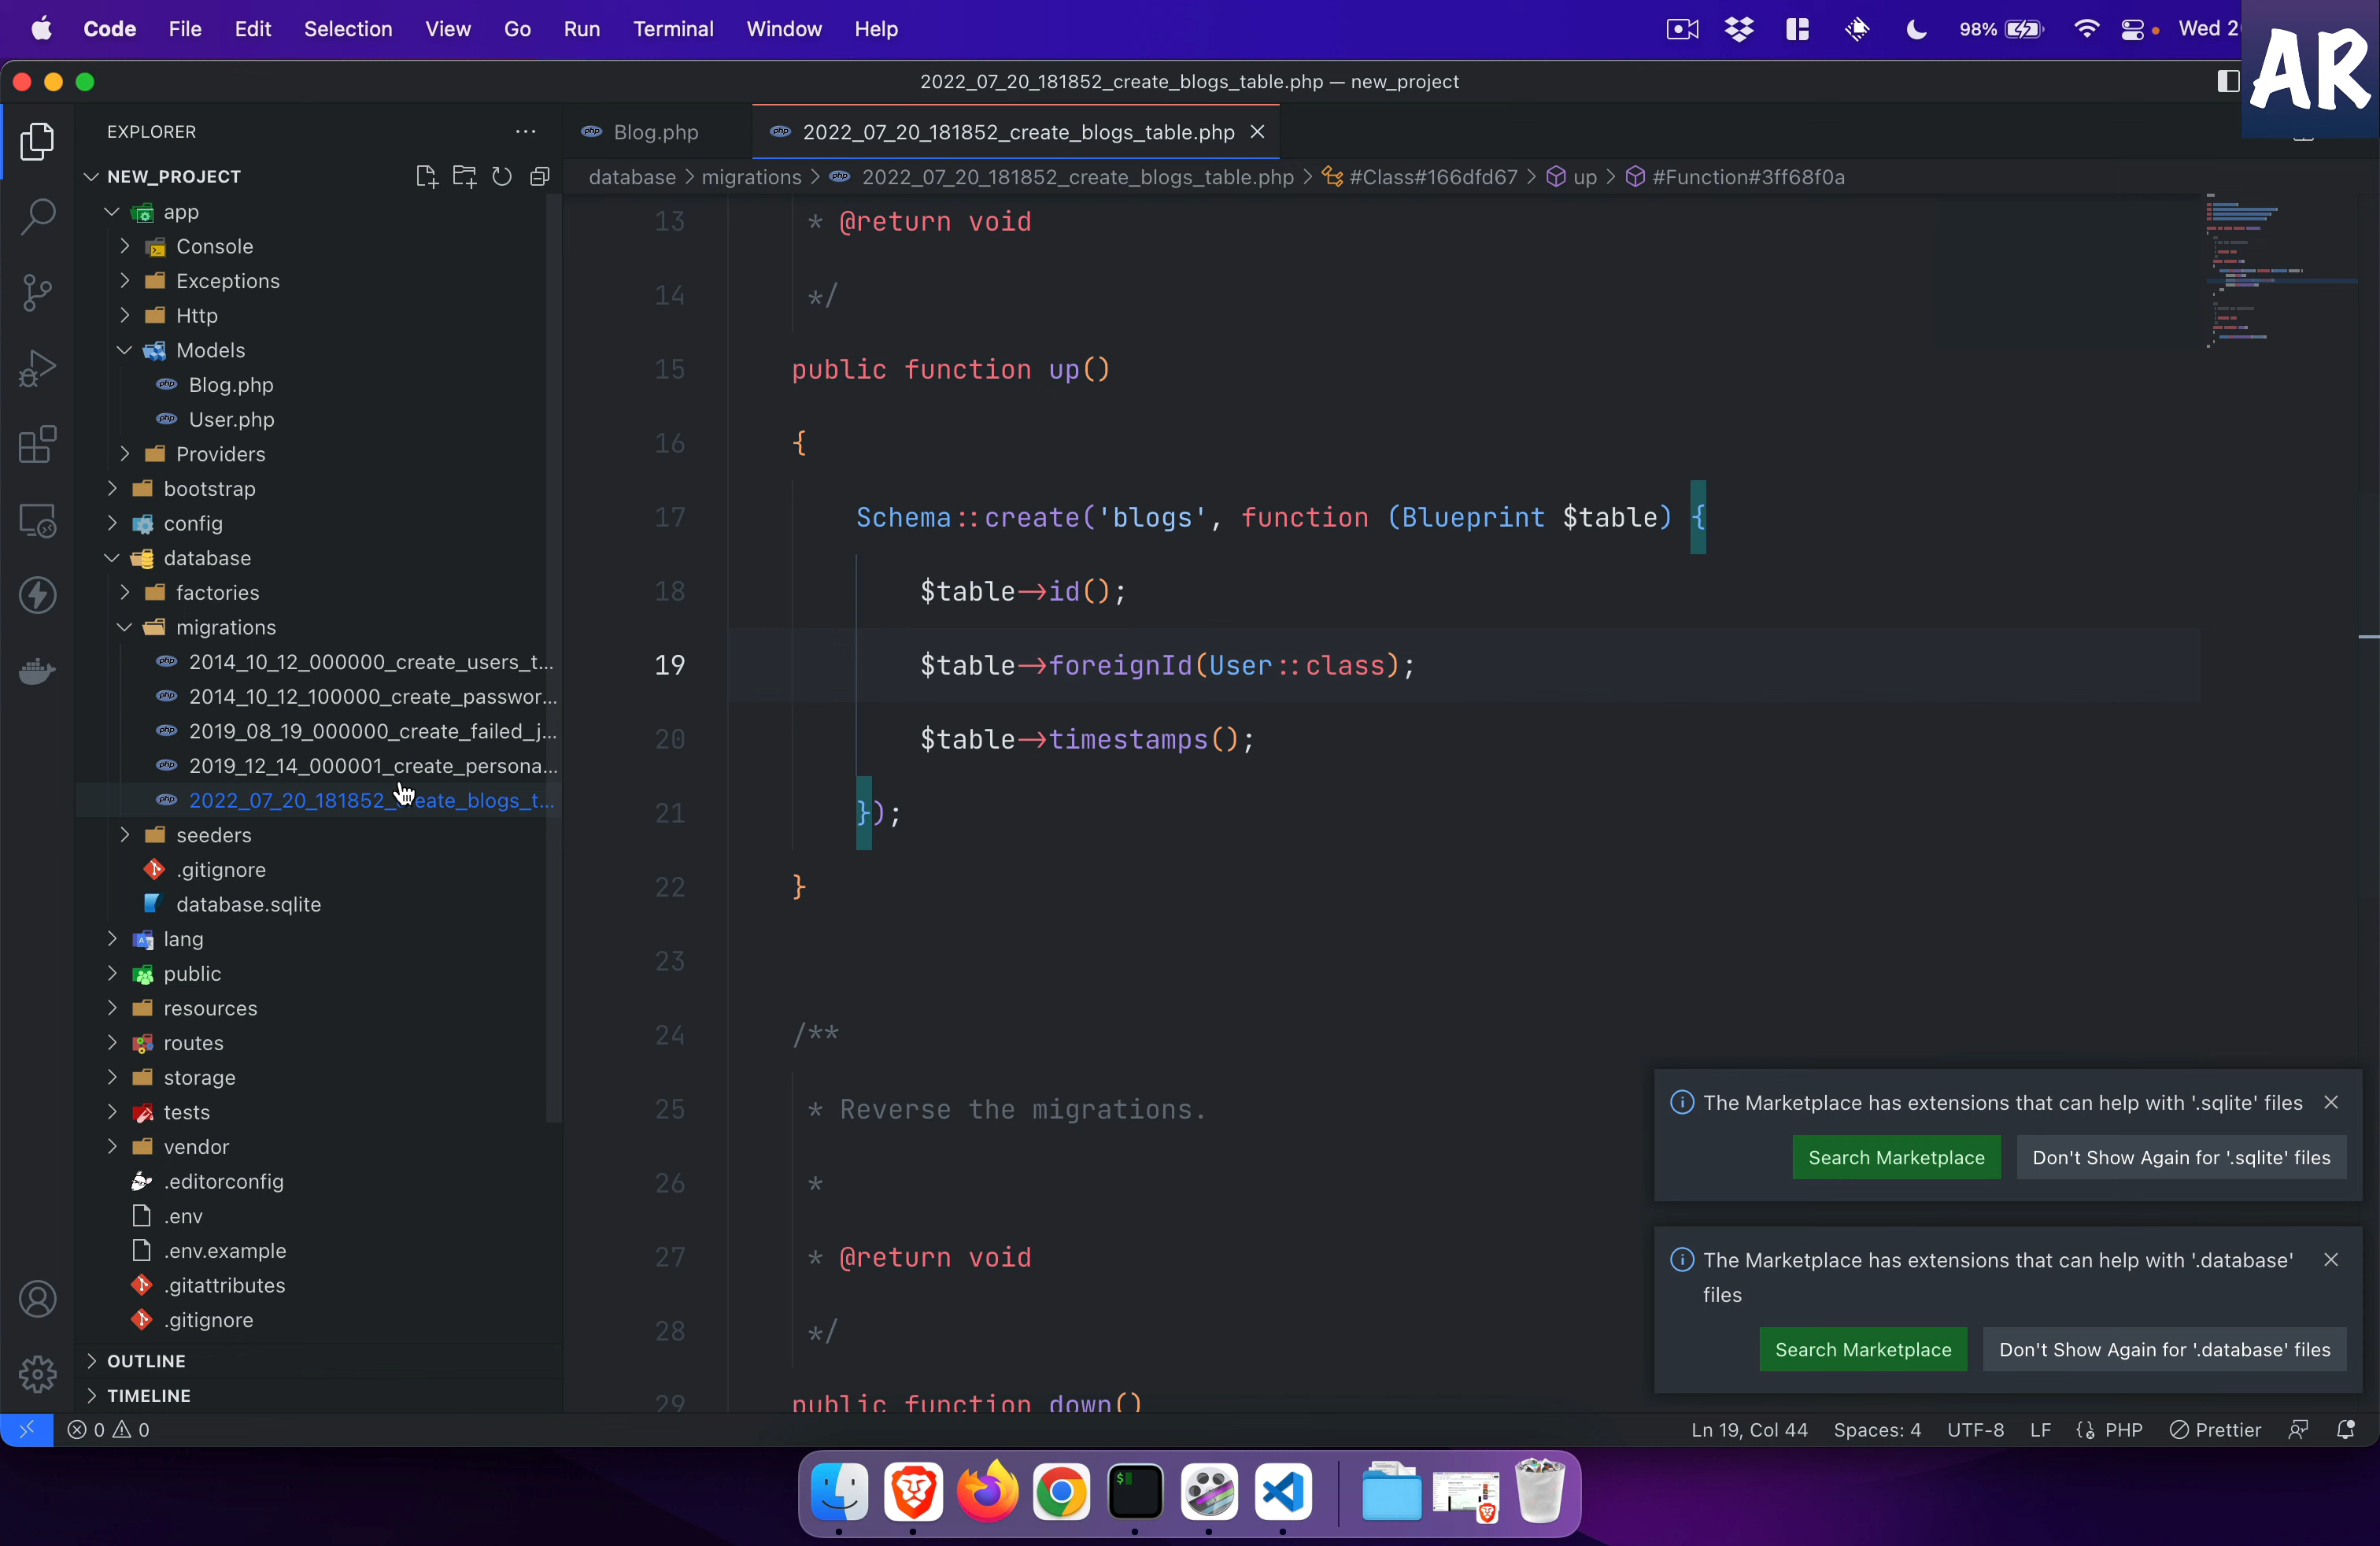 Code File Edit Selection View Go Run Terminal Window Help 98% Wed 2
AR
2022_07_20_181852_create_blogs_table.php — new_project
EXPLORER
NEW_PROJECT
app
Console
Exceptions
Http
Models
Blog.php
User.php
Providers
bootstrap
config
database
factories
migrations
2014_10_12_000000_create_users_t...
2014_10_12_100000_create_passwor...
2019_08_19_000000_create_failed_j...
2019_12_14_000001_create_persona...
2022_07_20_181852_create_blogs_t...
seeders
.gitignore
database.sqlite
lang
public
resources
routes
storage
tests
vendor
.editorconfig
.env
.env.example
.gitattributes
.gitignore
OUTLINE
TIMELINE
Blog.php 2022_07_20_181852_create_blogs_table.php
database > migrations > 2022_07_20_181852_create_blogs_table.php > #Class#166dfd67 > up > #Function#3ff68f0a
13 * @return void
14 */
15 public function up()
16 {
17 Schema::create('blogs', function (Blueprint $table) {
18 $table->id();
19 $table->foreignId(User::class);
20 $table->timestamps();
21 });
22 }
23
24 /**
25 * Reverse the migrations.
26 *
27 * @return void
28 */
29 public function down()
The Marketplace has extensions that can help with '.sqlite' files
Search Marketplace Don't Show Again for '.sqlite' files
The Marketplace has extensions that can help with '.database'
files
Search Marketplace Don't Show Again for '.database' files
0 0 Ln 19, Col 44 Spaces: 4 UTF-8 LF PHP Prettier